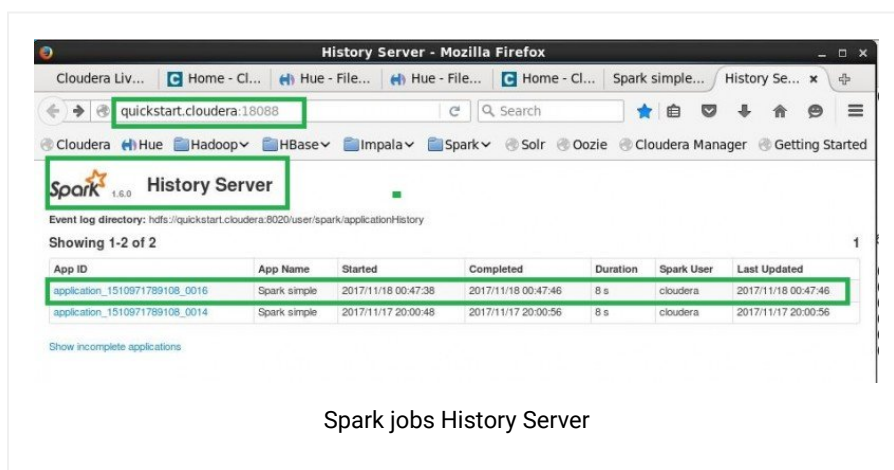 History Server - Mozilla Firefox
Cloudera Liv... Home - Cl... Hue - File... Hue - File... Home - Cl... Spark simple... History Se...
quickstart.cloudera:18088 Search
Cloudera Hue Hadoop HBase Impala Spark Solr Oozie Cloudera Manager Getting Started
Spark 1.6.0 History Server
Event log directory: hdfs://quickstart.cloudera:8020/user/spark/applicationHistory
Showing 1-2 of 2 1
App ID App Name Started Completed Duration Spark User Last Updated
application_1510971789108_0016 Spark simple 2017/11/18 00:47:38 2017/11/18 00:47:46 8 s cloudera 2017/11/18 00:47:46
application_1510971789108_0014 Spark simple 2017/11/17 20:00:48 2017/11/17 20:00:56 8 s cloudera 2017/11/17 20:00:56
Show incomplete applications
Spark jobs History Server